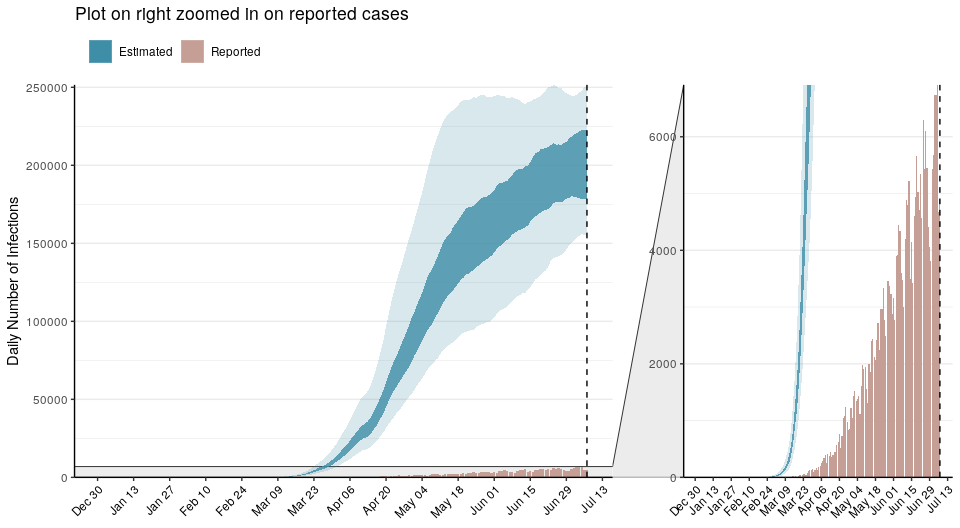 Plot on right zoomed in on reported cases
Estimated Reported
Daily Number of Infections
250000
200000
150000
100000
50000
0
Dec 30 Jan 13 Jan 27 Feb 10 Feb 24 Mar 09 Mar 23 Apr 06 Apr 20 May 04 May 18 Jun 01 Jun 15 Jun 29 Jul 13
6000
4000
2000
0
Dec 30 Jan 13 Jan 27 Feb 10 Feb 24 Mar 09 Mar 23 Apr 06 Apr 20 May 04 May 18 Jun 01 Jun 15 Jun 29 Jul 13